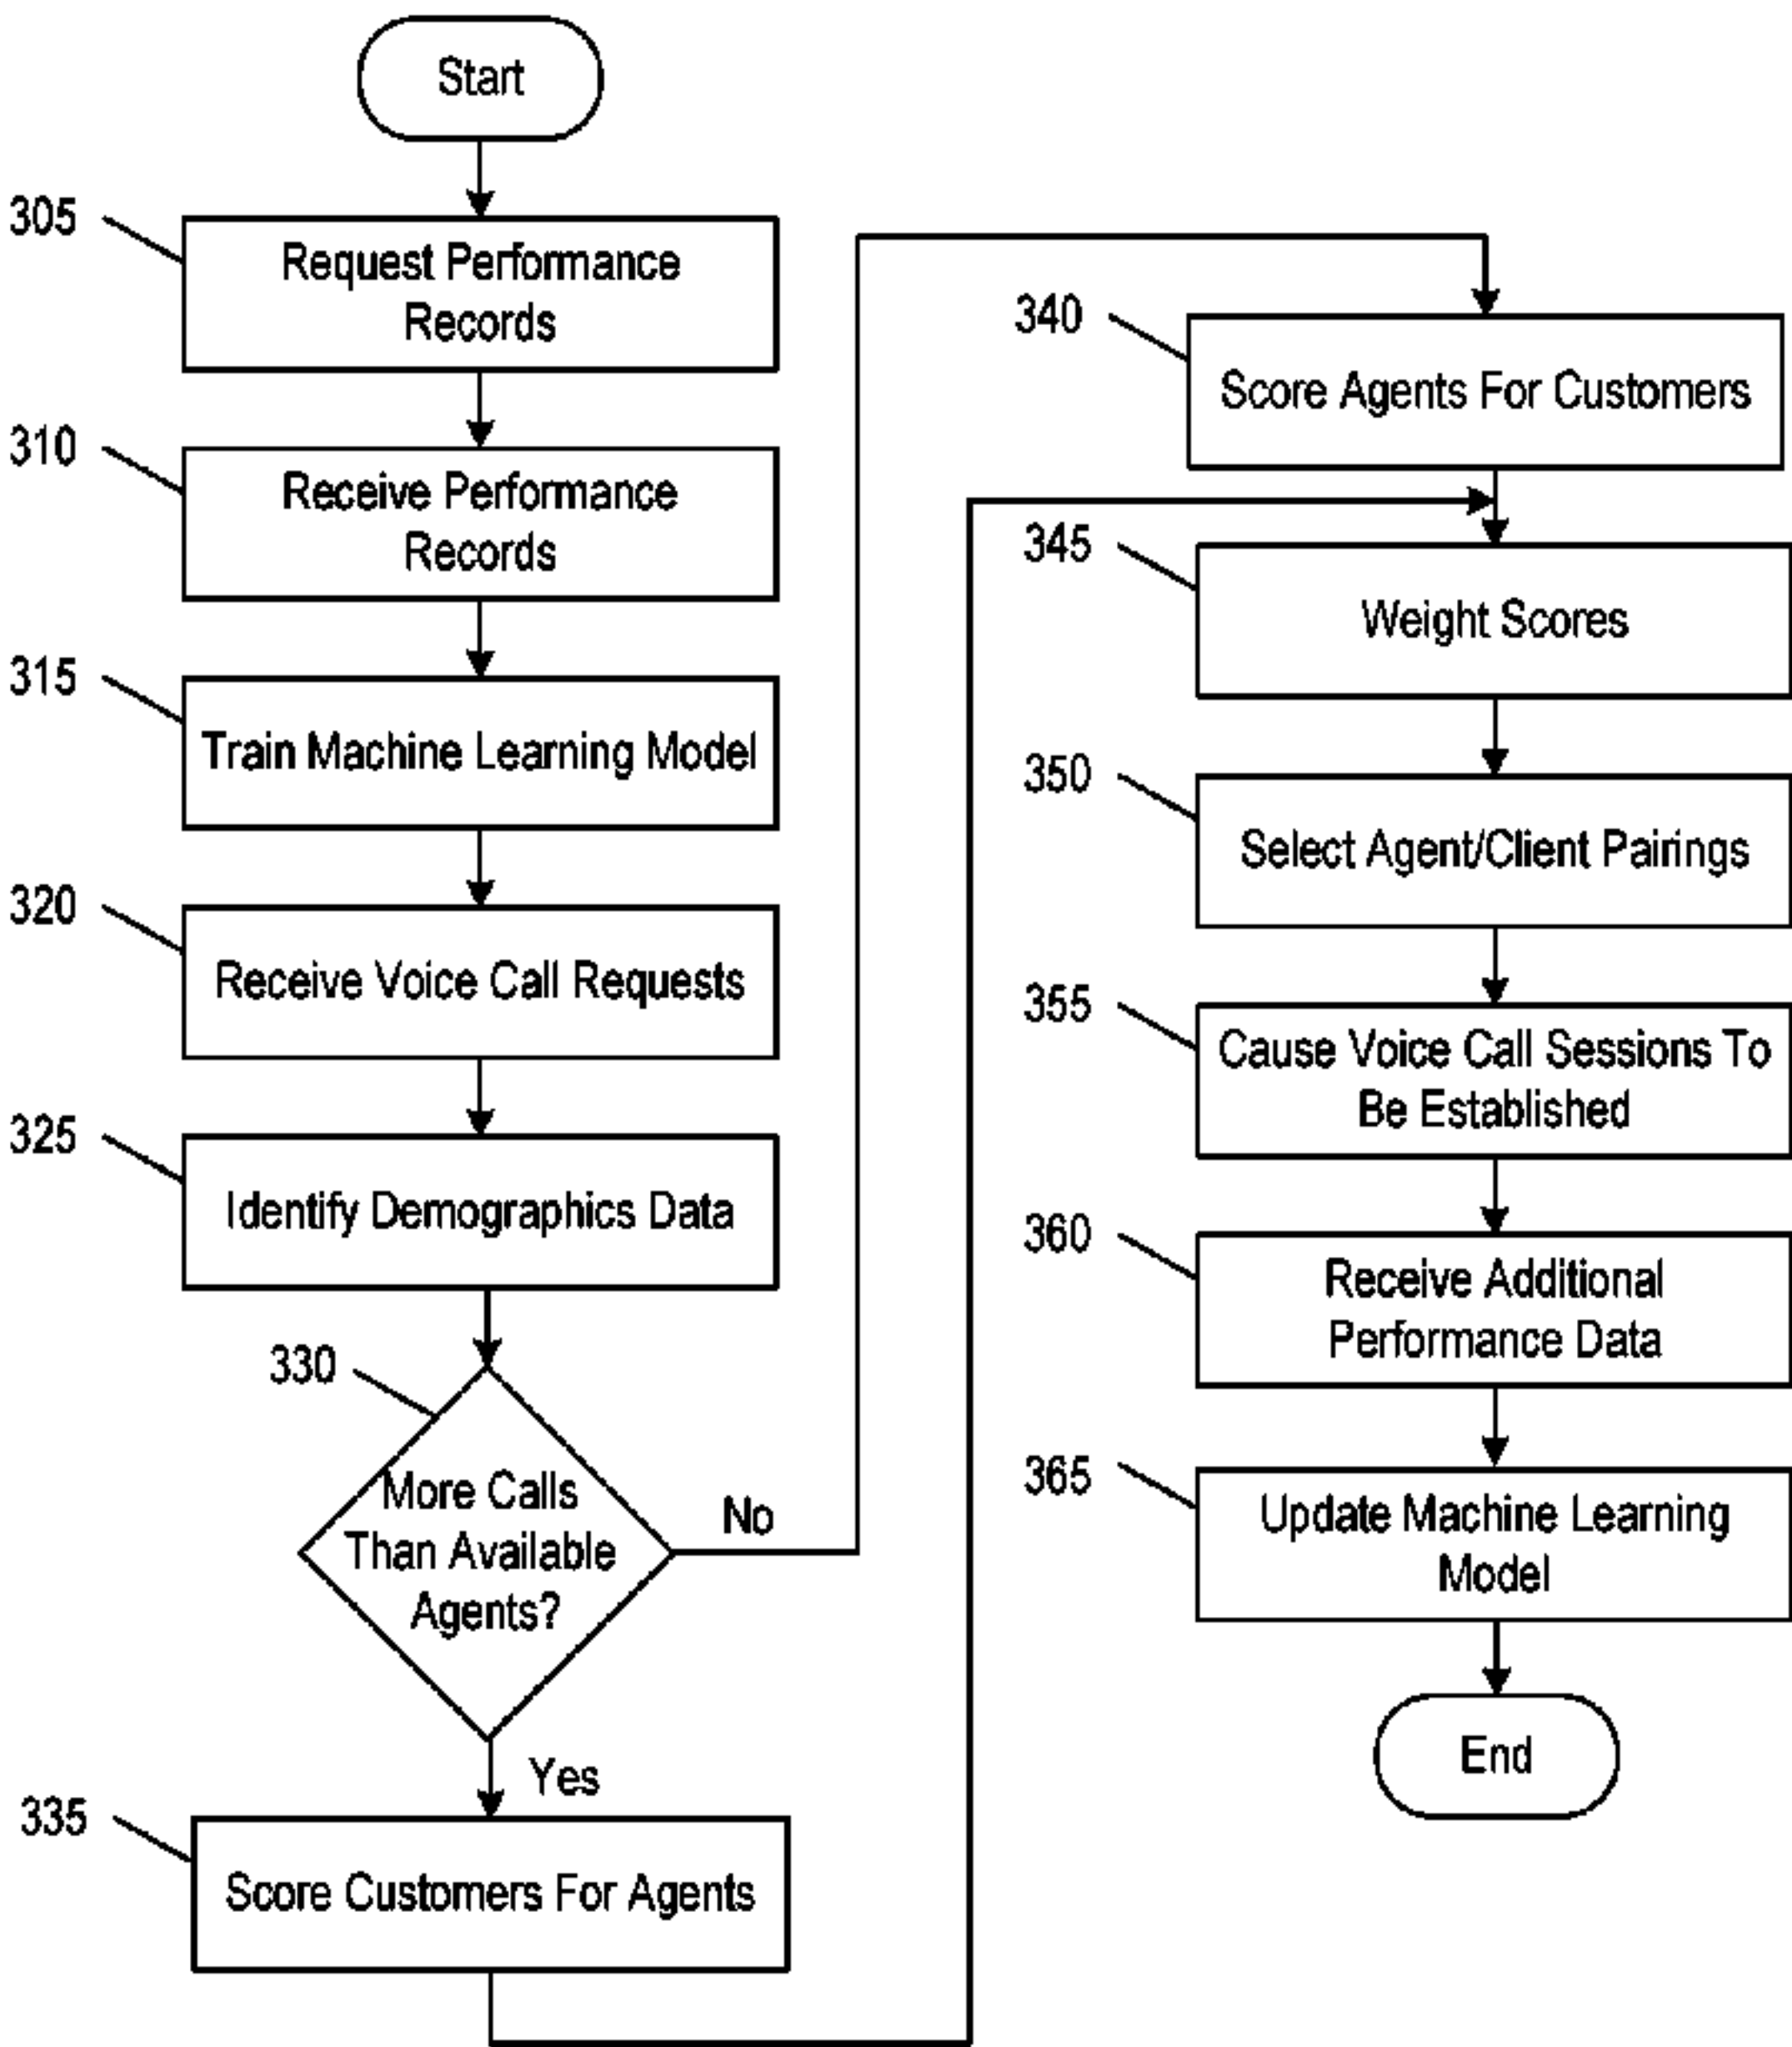 Start
305
Request Performance
Records
310
Receive Performance
Records
315
Train Machine Learning Model
320
Receive Voice Call Requests
325
Identify Demographics Data
330
More Calls
Than Available
Agents?
No
Yes
335
Score Customers For Agents
340
Score Agents For Customers
345
Weight Scores
350
Select Agent/Client Pairings
355
Cause Voice Call Sessions To
Be Established
360
Receive Additional
Performance Data
365
Update Machine Learning
Model
End